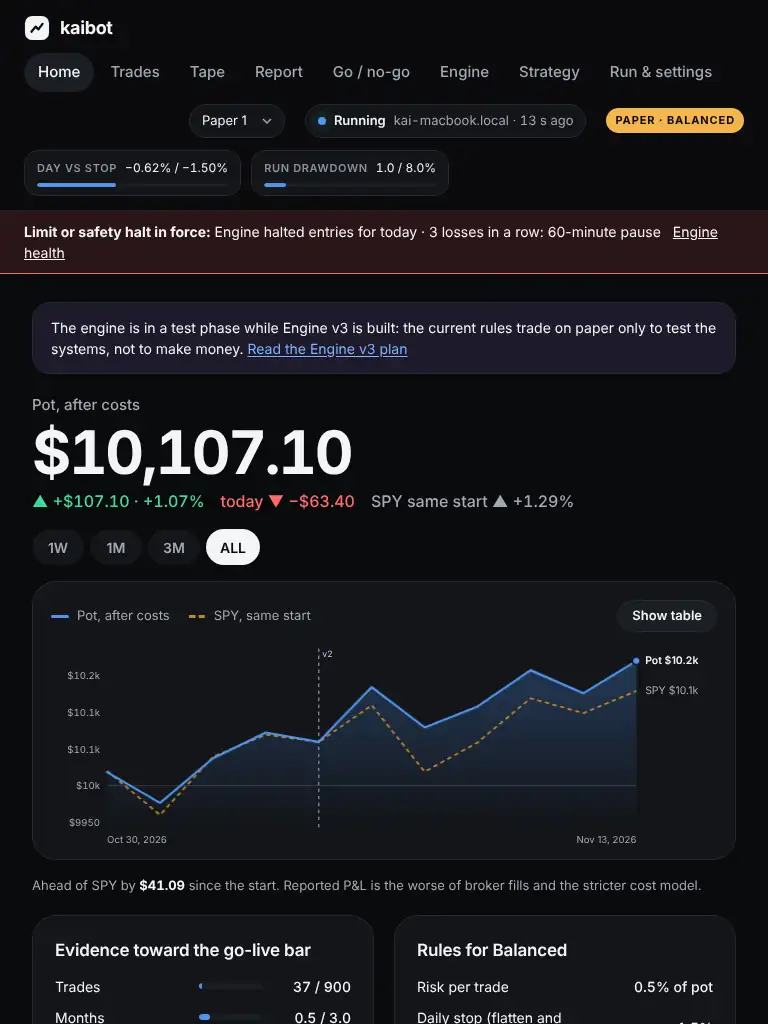 kaibot
Home Trades Tape Report Go / no-go Engine Strategy Run & settings
Paper 1 Running kai-macbook.local · 13 s ago PAPER · BALANCED
DAY VS STOP −0.62% / −1.50% RUN DRAWDOWN 1.0 / 8.0%
Limit or safety halt in force: Engine halted entries for today · 3 losses in a row: 60-minute pause Engine
health
The engine is in a test phase while Engine v3 is built: the current rules trade on paper only to test the
systems, not to make money. Read the Engine v3 plan
Pot, after costs
$10,107.10
▲ +$107.10 · +1.07% today ▼ −$63.40 SPY same start ▲ +1.29%
1W 1M 3M ALL
Pot, after costs SPY, same start Show table
v2
Pot $10.2k
$10.2k
SPY $10.1k
$10.1k
$10.1k
$10k
$9950
Oct 30, 2026 Nov 13, 2026
Ahead of SPY by $41.09 since the start. Reported P&L is the worse of broker fills and the stricter cost model.
Evidence toward the go-live bar
Trades 37 / 900
Months 0.5 / 3.0
Rules for Balanced
Risk per trade 0.5% of pot
Daily stop (flatten and